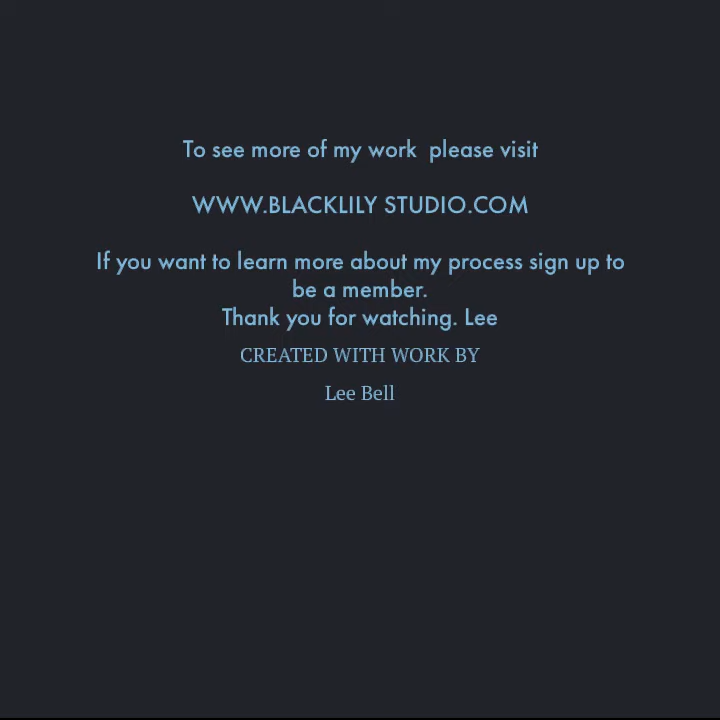 To see more of my work  please visit
WWW.BLACKLILY STUDIO.COM
If you want to learn more about my process sign up to
be a member.
Thank you for watching. Lee
CREATED WITH WORK BY
Lee Bell